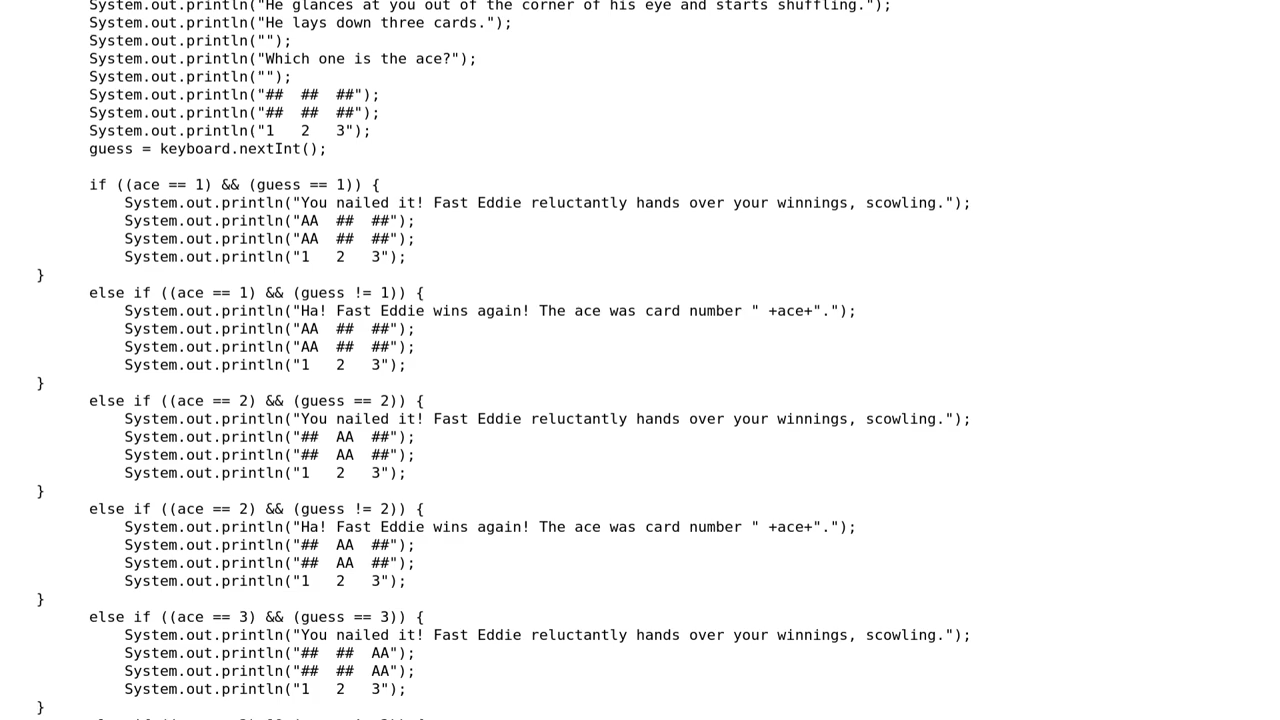 System.out.println("He glances at you out of the corner of his eye and starts shuffling.");
System.out.println("He lays down three cards.");
System.out.println("");
System.out.println("Which one is the ace?");
System.out.println("");
System.out.println("##  ##  ##");
System.out.println("##  ##  ##");
System.out.println("1   2   3");
guess = keyboard.nextInt();

if ((ace == 1) && (guess == 1)) {
    System.out.println("You nailed it! Fast Eddie reluctantly hands over your winnings, scowling.");
    System.out.println("AA  ##  ##");
    System.out.println("AA  ##  ##");
    System.out.println("1   2   3");
}
else if ((ace == 1) && (guess != 1)) {
    System.out.println("Ha! Fast Eddie wins again! The ace was card number " +ace+".");
    System.out.println("AA  ##  ##");
    System.out.println("AA  ##  ##");
    System.out.println("1   2   3");
}
else if ((ace == 2) && (guess == 2)) {
    System.out.println("You nailed it! Fast Eddie reluctantly hands over your winnings, scowling.");
    System.out.println("##  AA  ##");
    System.out.println("##  AA  ##");
    System.out.println("1   2   3");
}
else if ((ace == 2) && (guess != 2)) {
    System.out.println("Ha! Fast Eddie wins again! The ace was card number " +ace+".");
    System.out.println("##  AA  ##");
    System.out.println("##  AA  ##");
    System.out.println("1   2   3");
}
else if ((ace == 3) && (guess == 3)) {
    System.out.println("You nailed it! Fast Eddie reluctantly hands over your winnings, scowling.");
    System.out.println("##  ##  AA");
    System.out.println("##  ##  AA");
    System.out.println("1   2   3");
}